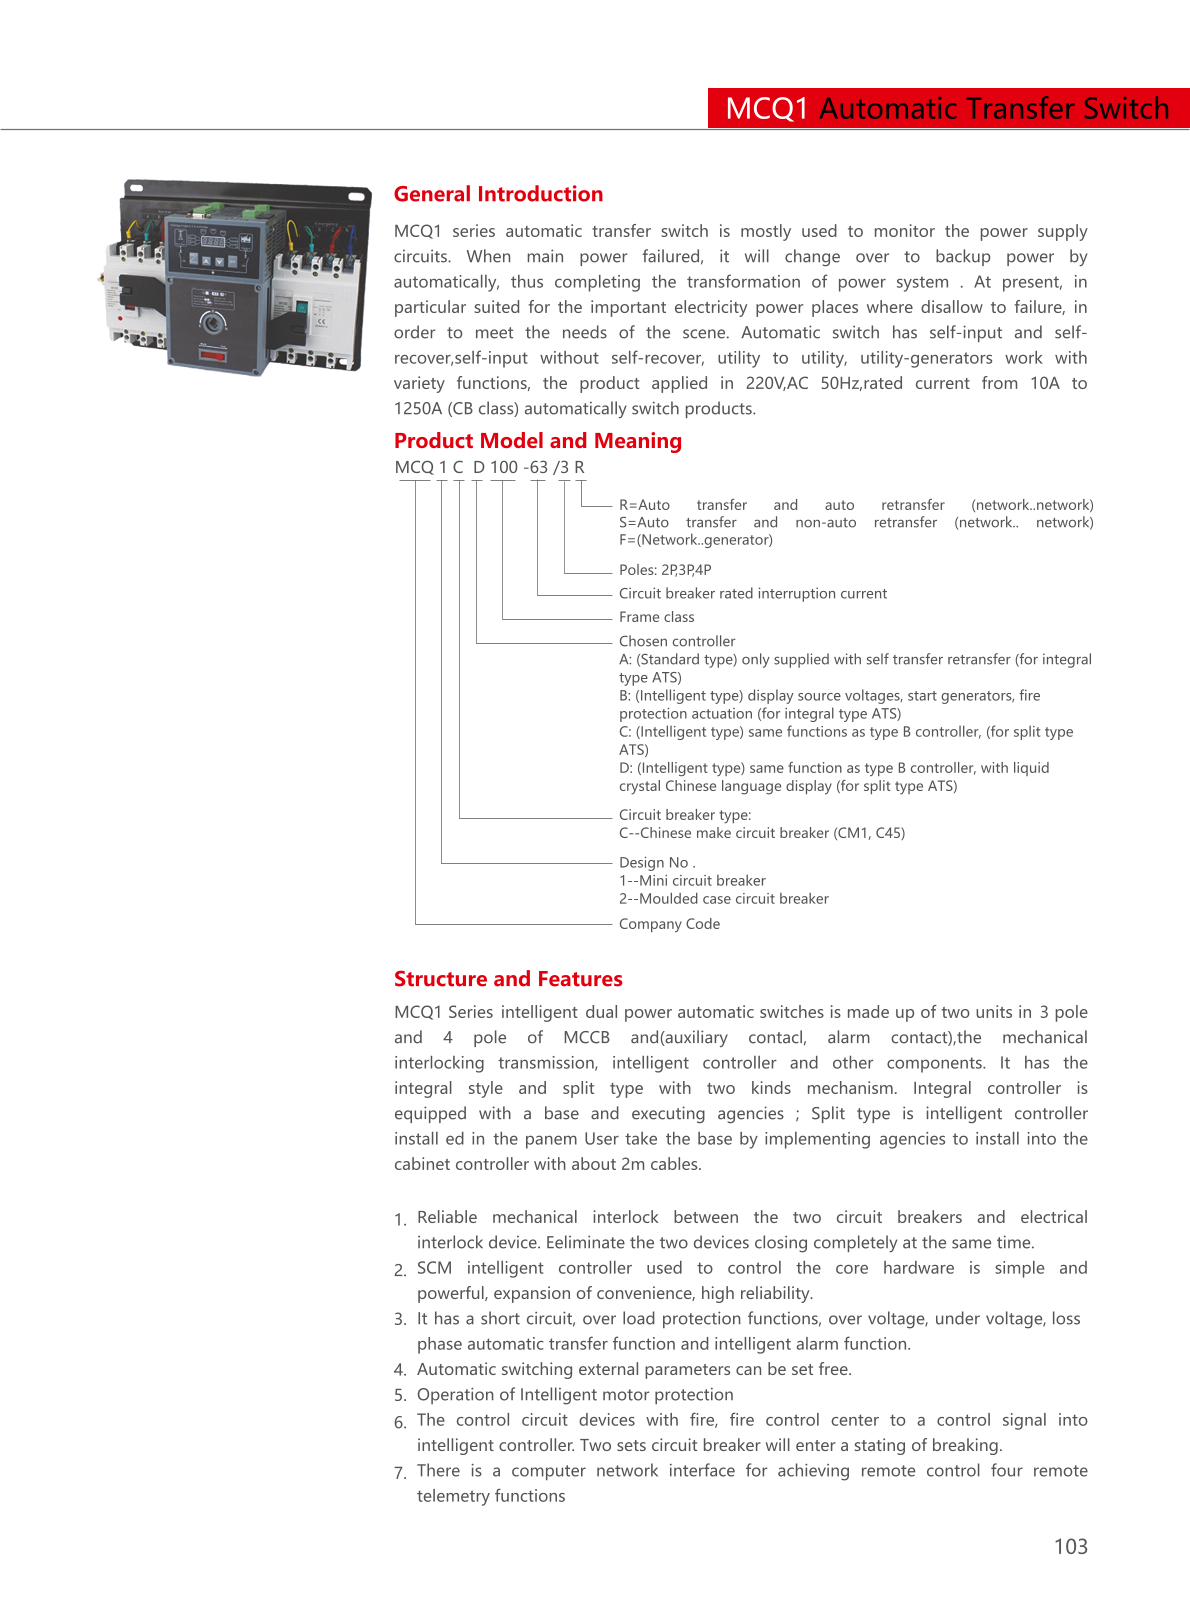 MCQ1 Automatic Transfer Switch
General Introduction
MCQ1 series automatic transfer switch is mostly used to monitor the power supply
circuits. When main power failured, it will change over to backup power by
automatically, thus completing the transformation of power system . At present, in
particular suited for the important electricity power places where disallow to failure, in
order to meet the needs of the scene. Automatic switch has self-input and self-
recover,self-input without self-recover, utility to utility, utility-generators work with
variety functions, the product applied in 220V,AC 50Hz,rated current from 10A to
1250A (CB class) automatically switch products.
Product Model and Meaning
MCQ 1 C D 100 -63 /3 R
R=Auto transfer and auto retransfer (network..network)
S=Auto transfer and non-auto retransfer (network.. network)
F=(Network..generator)
Poles: 2P,3P,4P
Circuit breaker rated interruption current
Frame class
Chosen controller
A: (Standard type) only supplied with self transfer retransfer (for integral
type ATS)
B: (Intelligent type) display source voltages, start generators, fire
protection actuation (for integral type ATS)
C: (Intelligent type) same functions as type B controller, (for split type
ATS)
D: (Intelligent type) same function as type B controller, with liquid
crystal Chinese language display (for split type ATS)
Circuit breaker type:
C--Chinese make circuit breaker (CM1, C45)
Design No .
1--Mini circuit breaker
2--Moulded case circuit breaker
Company Code
Structure and Features
MCQ1 Series intelligent dual power automatic switches is made up of two units in 3 pole
and 4 pole of MCCB and(auxiliary contacl, alarm contact),the mechanical
interlocking transmission, intelligent controller and other components. It has the
integral style and split type with two kinds mechanism. Integral controller is
equipped with a base and executing agencies ; Split type is intelligent controller
install ed in the panem User take the base by implementing agencies to install into the
cabinet controller with about 2m cables.
1. Reliable mechanical interlock between the two circuit breakers and electrical
interlock device. Eeliminate the two devices closing completely at the same time.
2. SCM intelligent controller used to control the core hardware is simple and
powerful, expansion of convenience, high reliability.
3. It has a short circuit, over load protection functions, over voltage, under voltage, loss
phase automatic transfer function and intelligent alarm function.
4. Automatic switching external parameters can be set free.
5. Operation of Intelligent motor protection
6. The control circuit devices with fire, fire control center to a control signal into
intelligent controller. Two sets circuit breaker will enter a stating of breaking.
7. There is a computer network interface for achieving remote control four remote
telemetry functions
103